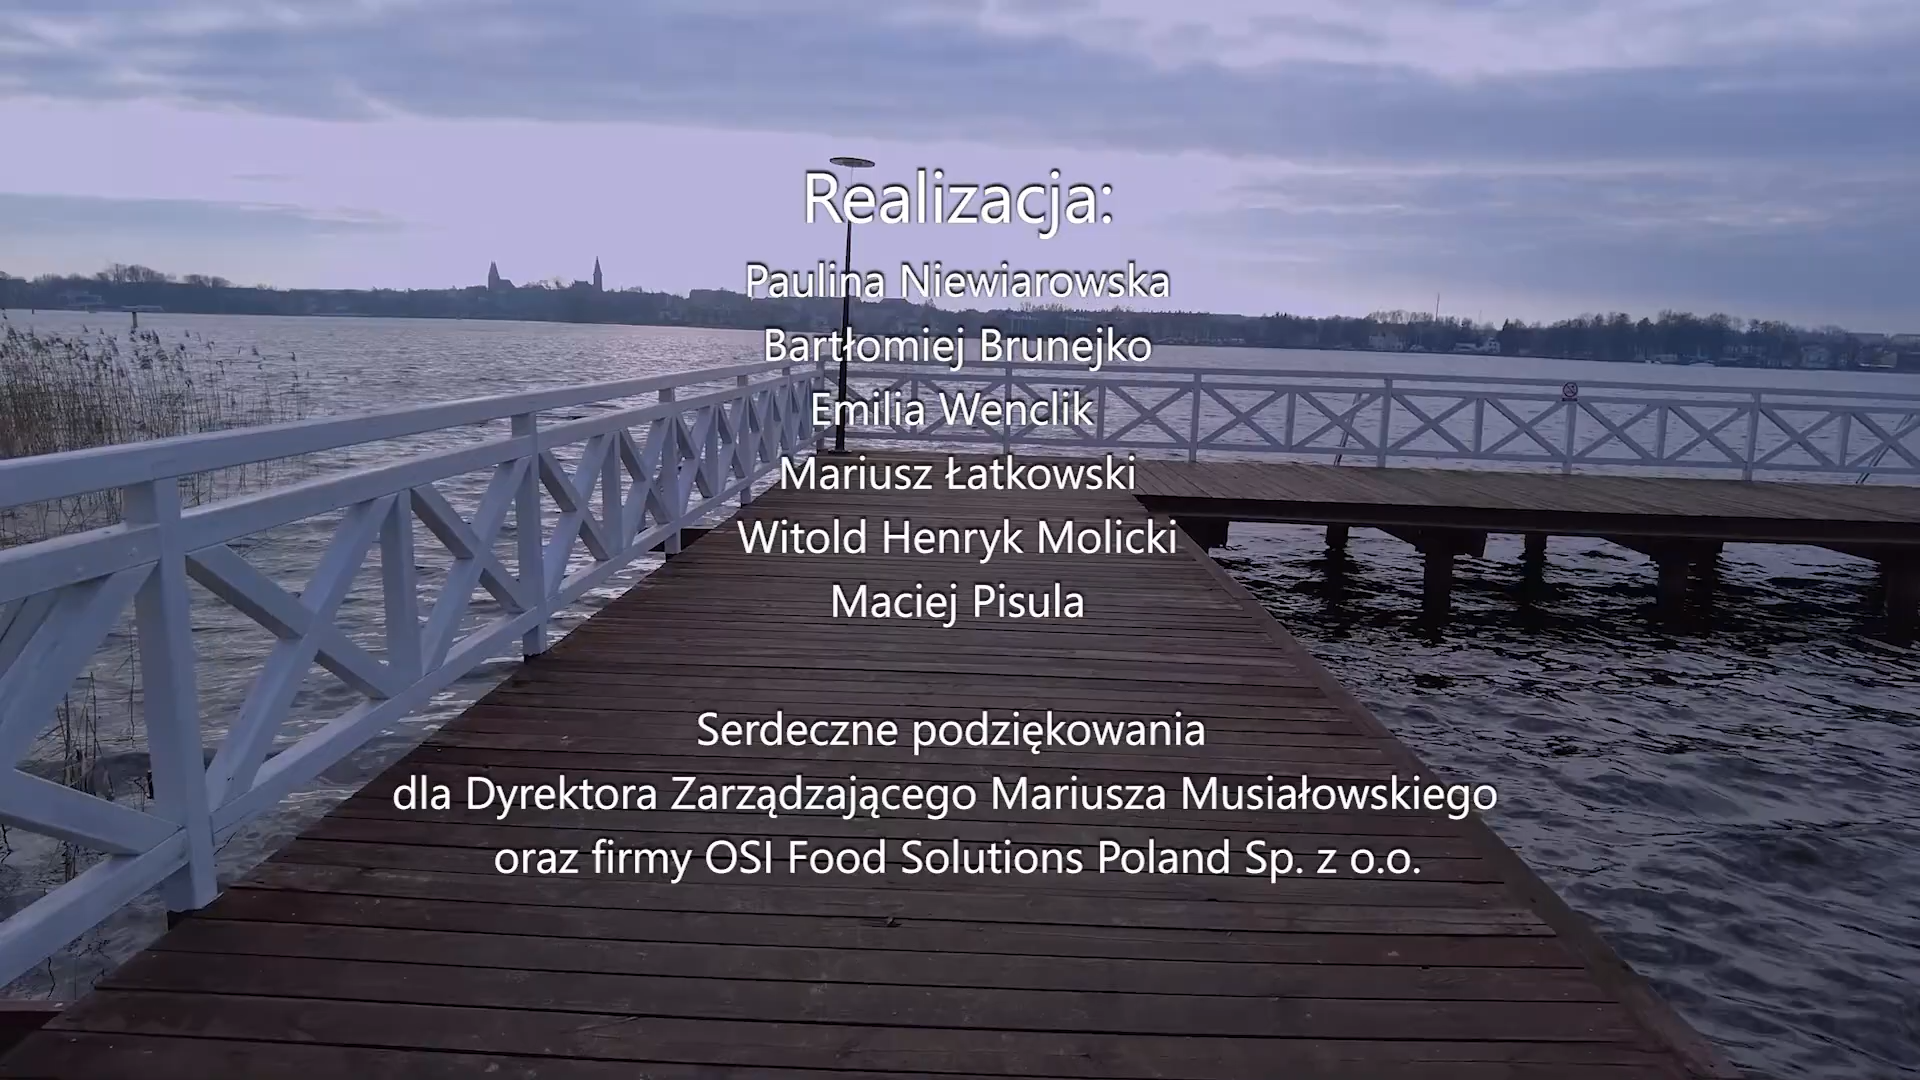 Realizacja:
Paulina Niewiarowska
Bartłomiej Brunejko
Emilia Wenclik
Mariusz Łatkowski
Witold Henryk Molicki
Maciej Pisula
Serdeczne podziękowania
dla Dyrektora Zarządzającego Mariusza Musiałowskiego
oraz firmy OSI Food Solutions Poland Sp. z o.o.